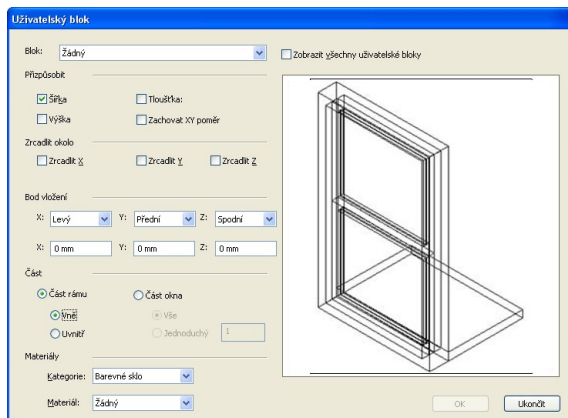 Uživatelský blok
Blok: Žádný
Zobrazit všechny uživatelské bloky
Přizpůsobit
Šířka Tloušťka:
Výška Zachovat XY poměr
Zrcadlit okolo
Zrcadlit X Zrcadlit Y Zrcadlit Z
Bod vložení
X: Levý Y: Přední Z: Spodní
X: 0 mm Y: 0 mm Z: 0 mm
Část
Část rámu Část okna
Vně Vše
Uvnitř Jednoduchý 1
Materiály
Kategorie: Barevné sklo
Materiál: Žádný
OK Ukončit